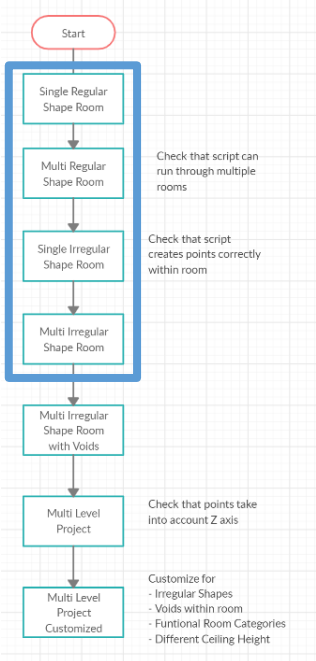 Start
Single Regular
Shape Room
Multi Regular
Shape Room
Check that script can
run through multiple
rooms
Single Irregular
Shape Room
Check that script
creates points correctly
within room
Multi Irregular
Shape Room
Multi Irregular
Shape Room
with Voids
Multi Level
Project
Check that points take
into account Z axis
Multi Level
Project
Customized
Customize for
- Irregular Shapes
- Voids within room
- Funtional Room Categories
- Different Ceiling Height